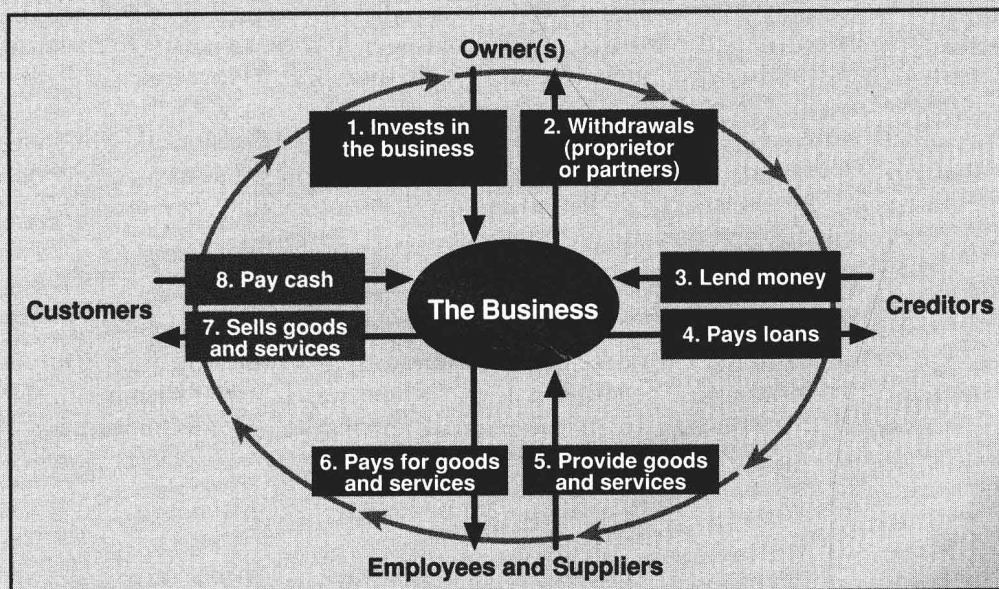 Owner(s)
1. Invests in
the business
2. Withdrawals
(proprietor
or partners)
8. Pay cash
3. Lend money
Customers
The Business
Creditors
7. Sells goods
and services
4. Pays loans
6. Pays for goods
and services
5. Provide goods
and services
Employees and Suppliers